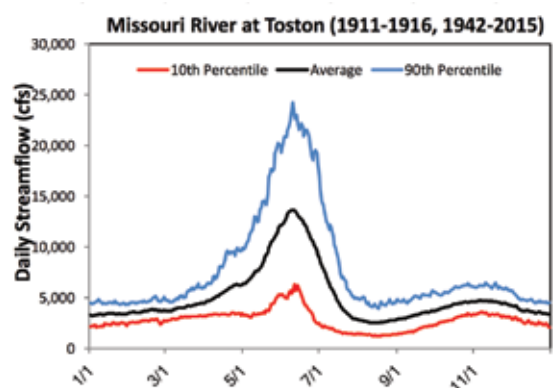 Missouri River at Toston (1911-1916, 1942-2015)
30,000
10th Percentile Average 90th Percentile
25,000
20,000
15,000
10,000
5,000
0
Daily Streamflow (cfs)
1/1 3/1 5/1 7/1 9/1 11/1